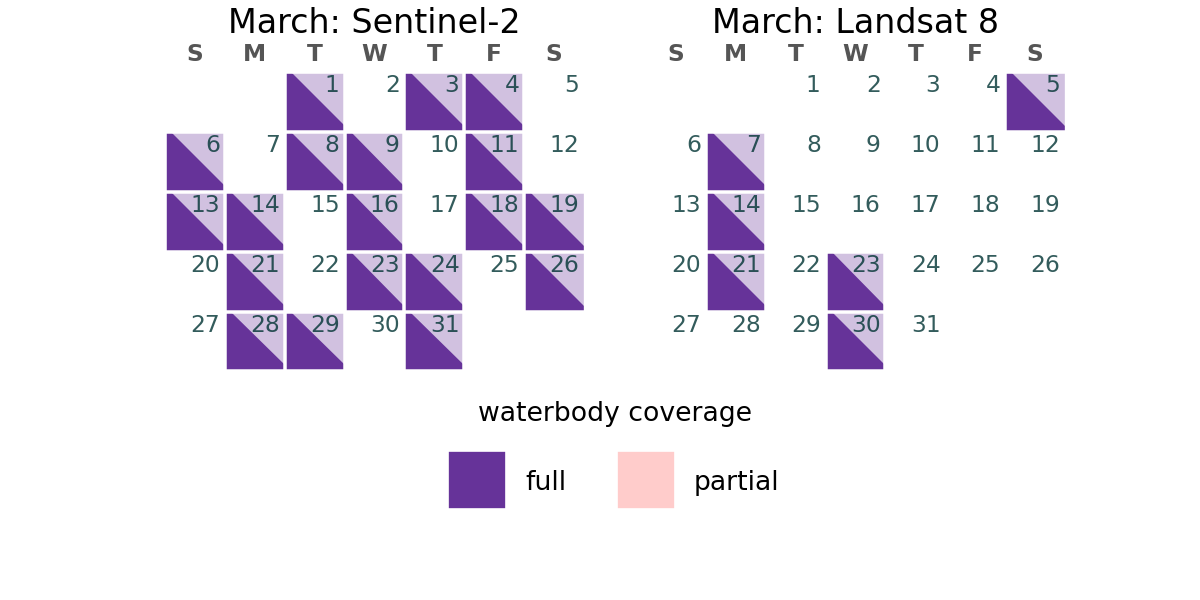 March: Sentinel-2
S M T W T F S
1 2 3 4 5
6 7 8 9 10 11 12
13 14 15 16 17 18 19
20 21 22 23 24 25 26
27 28 29 30 31
March: Landsat 8
S M T W T F S
1 2 3 4 5
6 7 8 9 10 11 12
13 14 15 16 17 18 19
20 21 22 23 24 25 26
27 28 29 30 31
waterbody coverage
full partial